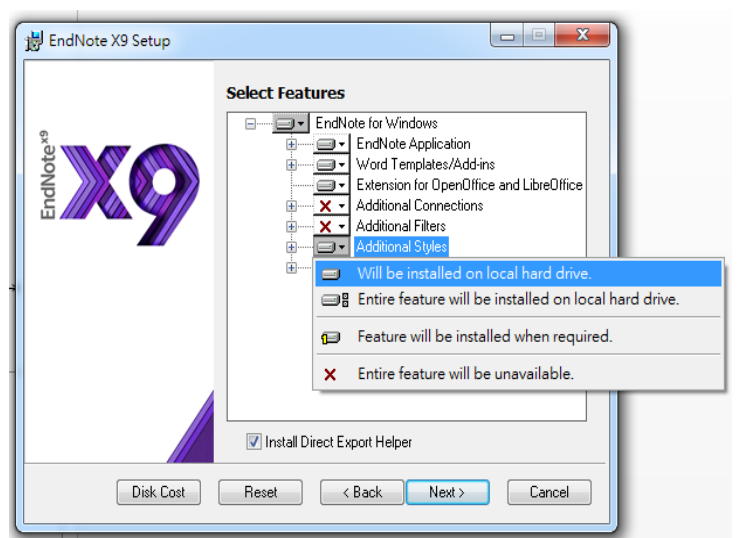 EndNote X9 Setup
EndNote X9
X9
Select Features
EndNote for Windows
EndNote Application
Word Templates/Add-ins
Extension for OpenOffice and LibreOffice
Additional Connections
Additional Filters
Additional Styles
Will be installed on local hard drive.
Entire feature will be installed on local hard drive.
Feature will be installed when required.
Entire feature will be unavailable.
Install Direct Export Helper
Disk Cost Reset < Back Next > Cancel